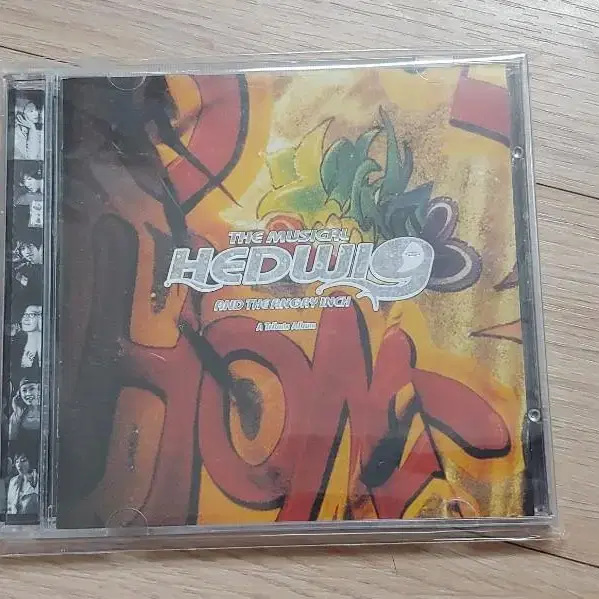 THE MUSICAL
HEDWIG
AND THE ANGRY INCH
A Tribute Album